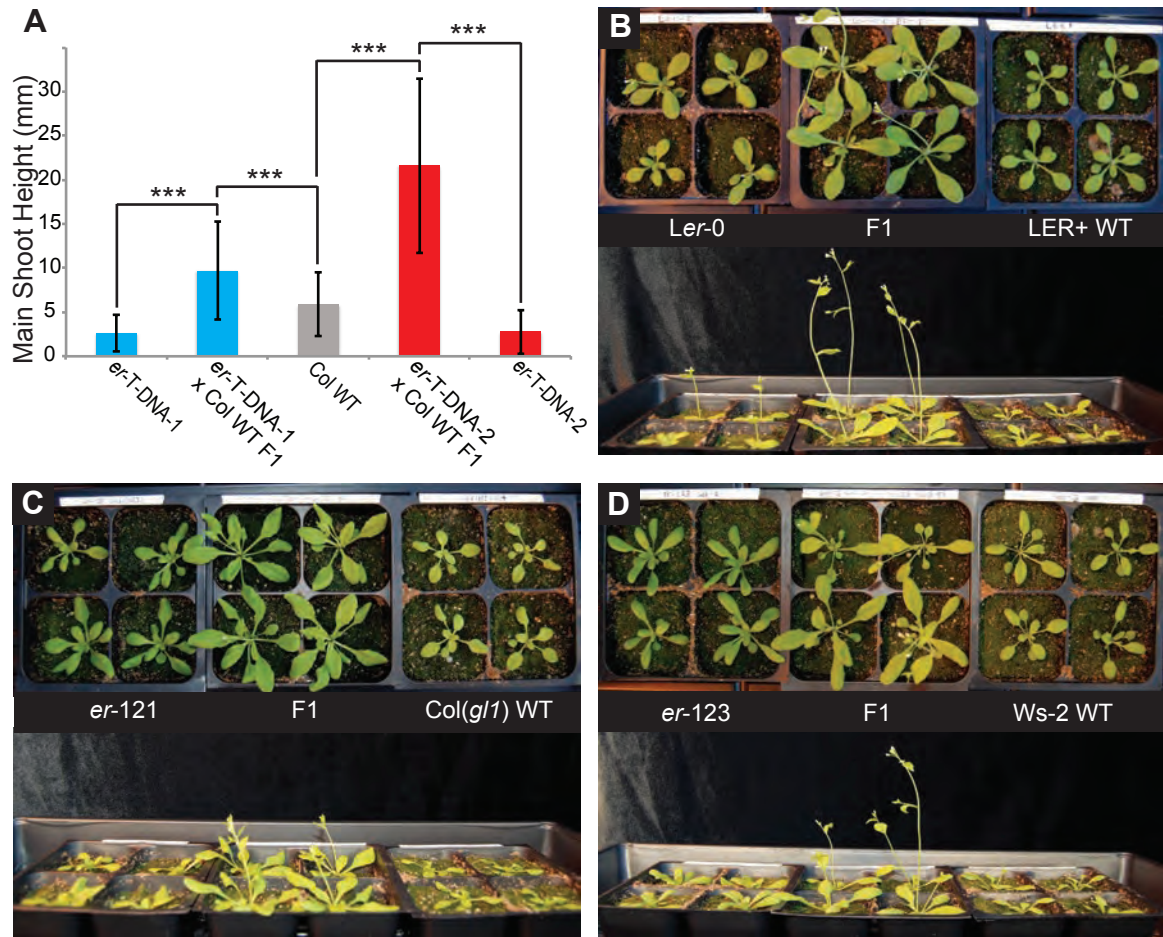 A
Main Shoot Height (mm)
35
30
25
20
15
10
5
0
***
***
***
***
er-T-DNA-1
er-T-DNA-1
x Col WT F1
Col WT
er-T-DNA-2
x Col WT F1
er-T-DNA-2
B
Ler-0 F1 LER+ WT
C
er-121 F1 Col(gl1) WT
D
er-123 F1 Ws-2 WT